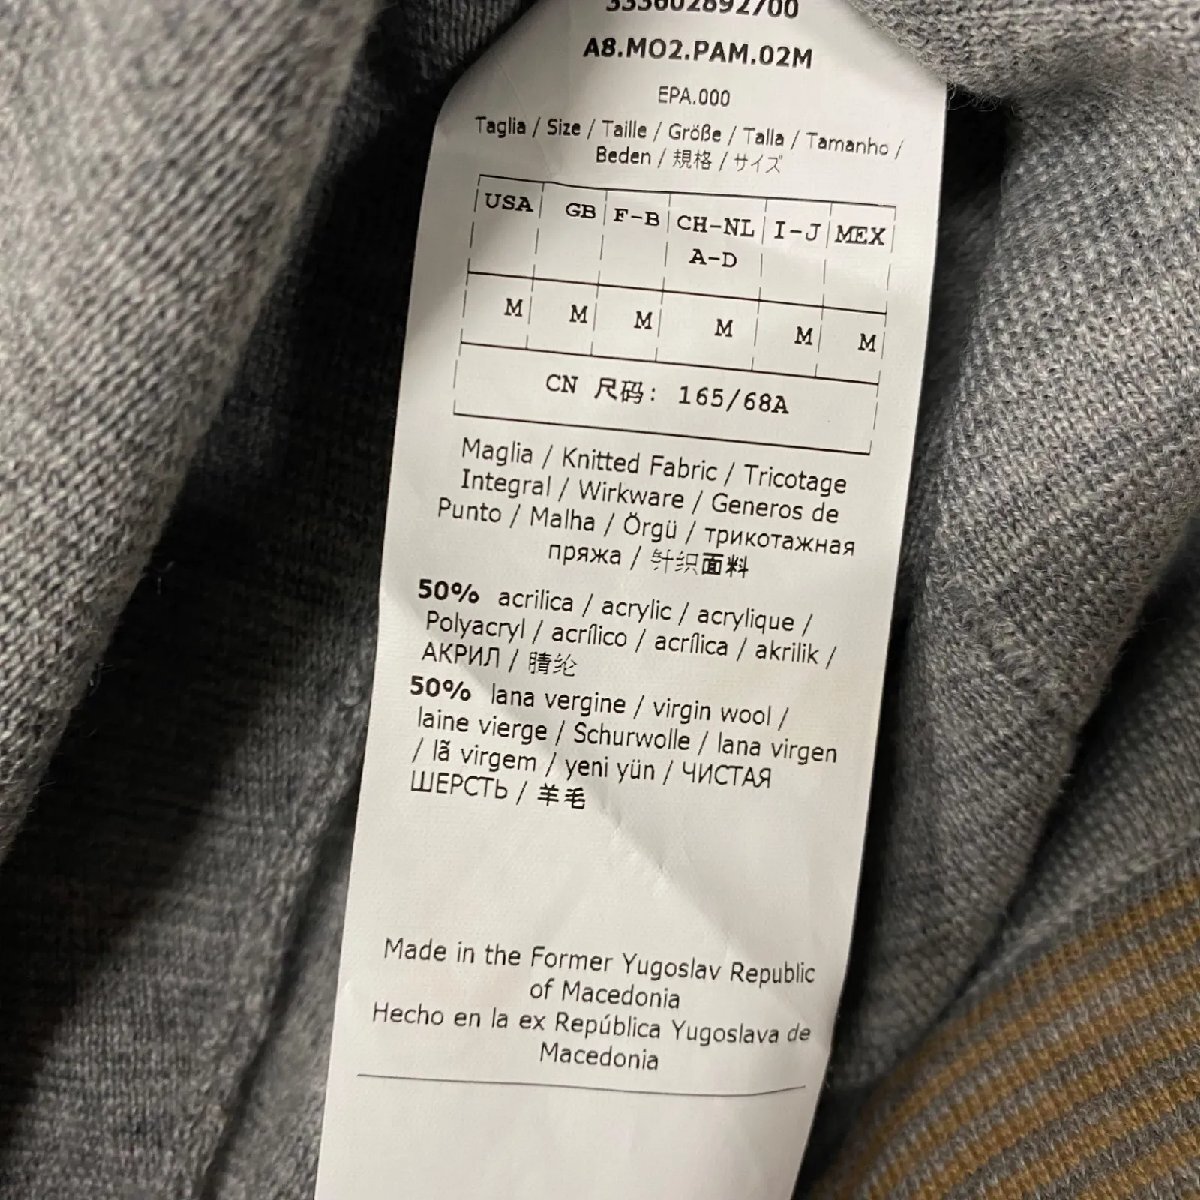 333602892700
A8.MO2.PAM.02M
EPA.000
Taglia / Size / Taille / Größe / Talla / Tamanho /
Beden / 規格 / サイズ
USA GB F-B CH-NL I-J MEX
A-D
M M M M M M
CN 尺码: 165/68A
Maglia / Knitted Fabric / Tricotage
Integral / Wirkware / Generos de
Punto / Malha / Örgü / трикотажная
пряжа / 针织面料
50% acrilica / acrylic / acrylique /
Polyacryl / acrílico / acrílica / akrilik /
АКРИЛ / 腈纶
50% lana vergine / virgin wool /
laine vierge / Schurwolle / lana virgen
/ lã virgem / yeni yün / ЧИСТАЯ
ШЕРСТЬ / 羊毛
Made in the Former Yugoslav Republic
of Macedonia
Hecho en la ex República Yugoslava de
Macedonia